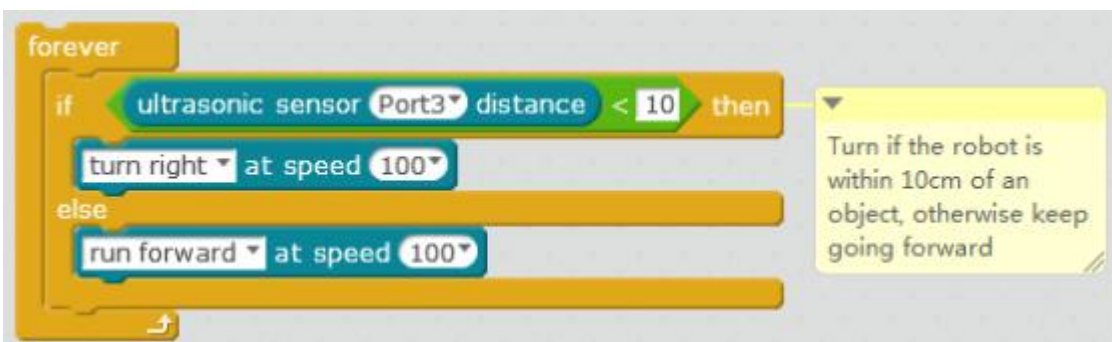 forever
if ultrasonic sensor Port3 distance < 10 then
turn right at speed 100
else
run forward at speed 100
Turn if the robot is
within 10cm of an
object, otherwise keep
going forward